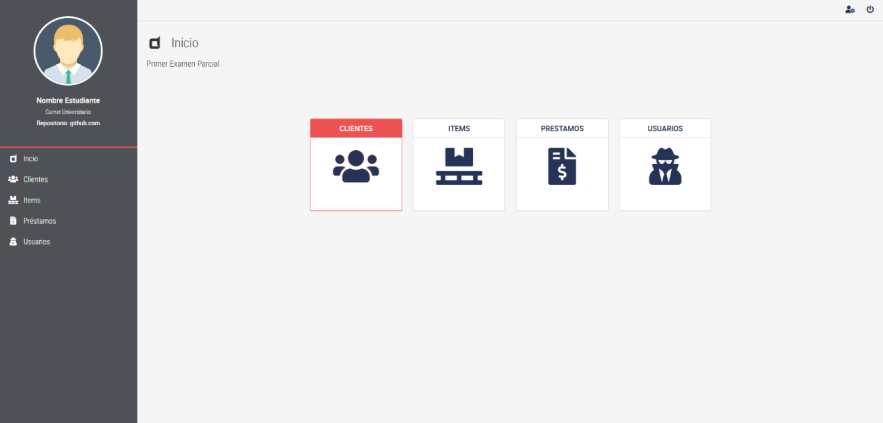 Nombre Estudiante
Carnet Universitario
Repositorio: github.com
Incio
Clientes
Items
Préstamos
Usuarios
Inicio
Primer Examen Parcial
CLIENTES
ITEMS
PRESTAMOS
USUARIOS